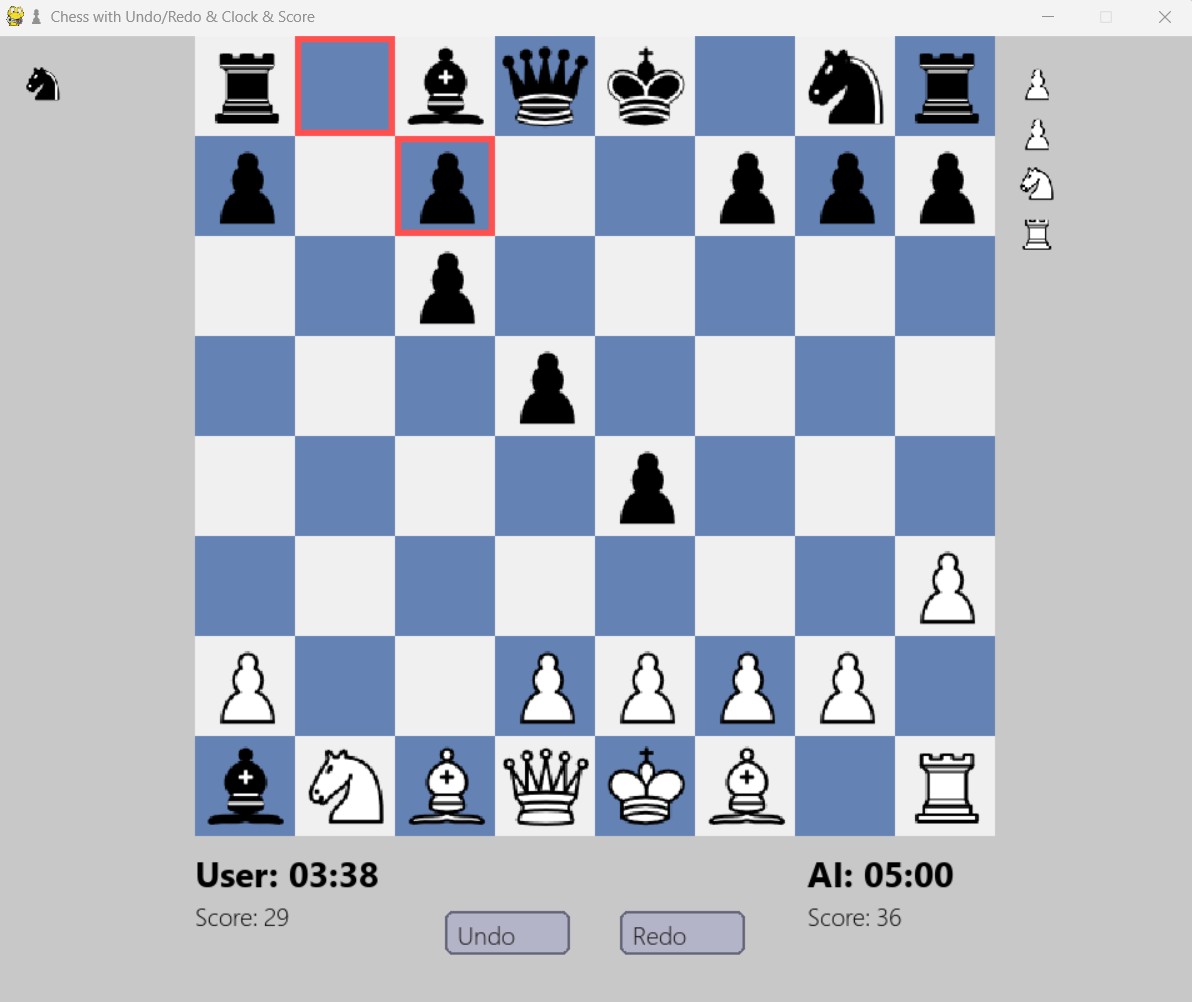 Chess with Undo/Redo & Clock & Score
User: 03:38
AI: 05:00
Score: 29
Score: 36
Undo
Redo